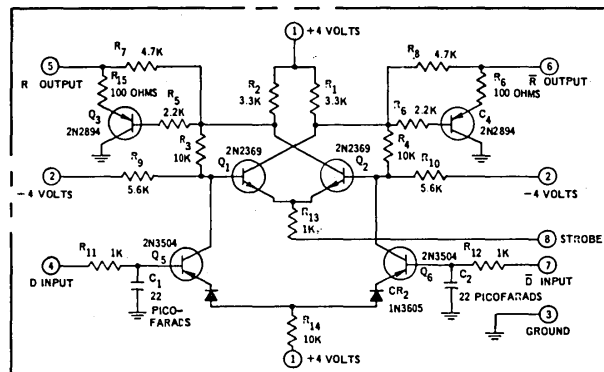 1 +4 VOLTS
5 R7 4.7K
R8 4.7K 6
R OUTPUT
R15 100 OHMS
R2 3.3K
R1 3.3K
R6 100 OHMS
R̄ OUTPUT
Q3 2N2894
R5 2.2K
R6 2.2K
C4 2N2894
R3 10K
2N2369 Q1
2N2369 Q2
R4 10K
2 R9 5.6K
R10 5.6K 2
−4 VOLTS
−4 VOLTS
R13 1K
8 STROBE
4 R11 1K
2N3504 Q5
2N3504 Q6
R12 1K 7
D INPUT
D̄ INPUT
C1 22 PICO-
FARADS
C2 22 PICOFARADS
CR2 1N3605
3 GROUND
R14 10K
1 +4 VOLTS